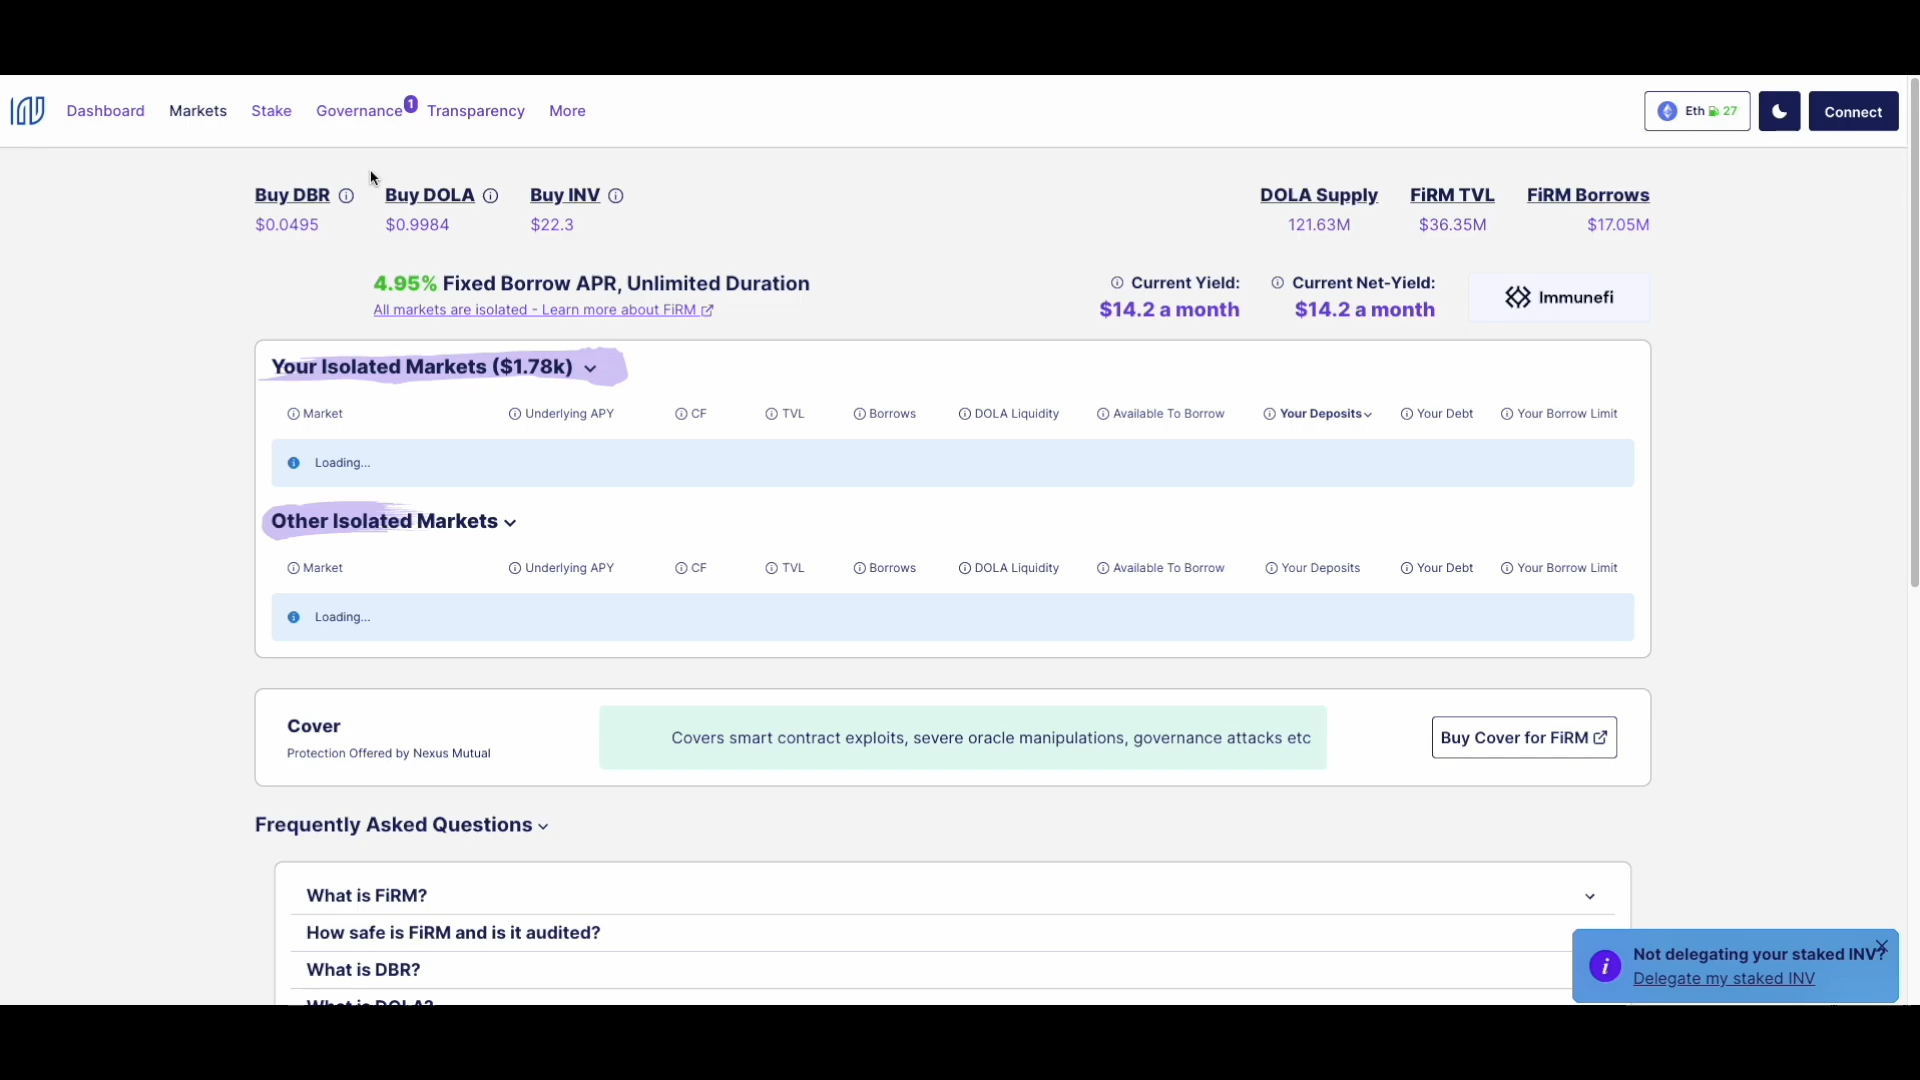 Dashboard Markets Stake Governance 1 Transparency More Eth 27 Connect
Buy DBR Buy DOLA Buy INV DOLA Supply FiRM TVL FiRM Borrows
$0.0495 $0.9984 $22.3 121.63M $36.35M $17.05M
4.95% Fixed Borrow APR, Unlimited Duration Current Yield: Current Net-Yield:
All markets are isolated - Learn more about FiRM $14.2 a month $14.2 a month Immunefi
Your Isolated Markets ($1.78k)
Market Underlying APY CF TVL Borrows DOLA Liquidity Available To Borrow Your Deposits Your Debt Your Borrow Limit
Loading...
Other Isolated Markets
Market Underlying APY CF TVL Borrows DOLA Liquidity Available To Borrow Your Deposits Your Debt Your Borrow Limit
Loading...
Cover
Protection Offered by Nexus Mutual
Covers smart contract exploits, severe oracle manipulations, governance attacks etc
Buy Cover for FiRM
Frequently Asked Questions
What is FiRM?
How safe is FiRM and is it audited?
What is DBR?
What is DOLA?
Not delegating your staked INV?
Delegate my staked INV